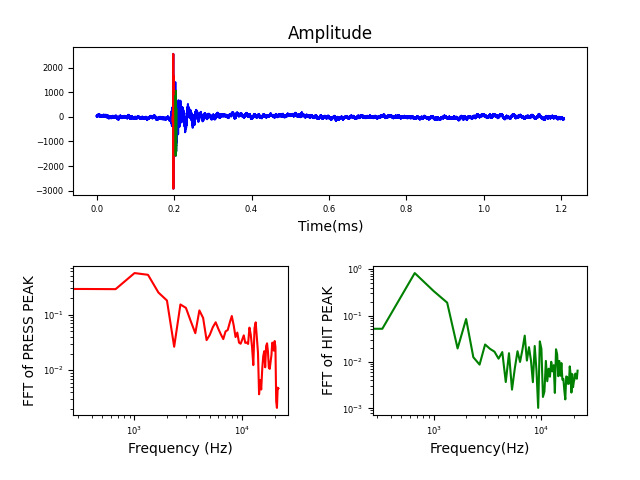 Amplitude
2000
1000
0
−1000
−2000
−3000
0.0 0.2 0.4 0.6 0.8 1.0 1.2
Time(ms)
FFT of PRESS PEAK
10⁻¹
10⁻²
10³ 10⁴
Frequency (Hz)
FFT of HIT PEAK
10⁰
10⁻¹
10⁻²
10⁻³
10³ 10⁴
Frequency(Hz)